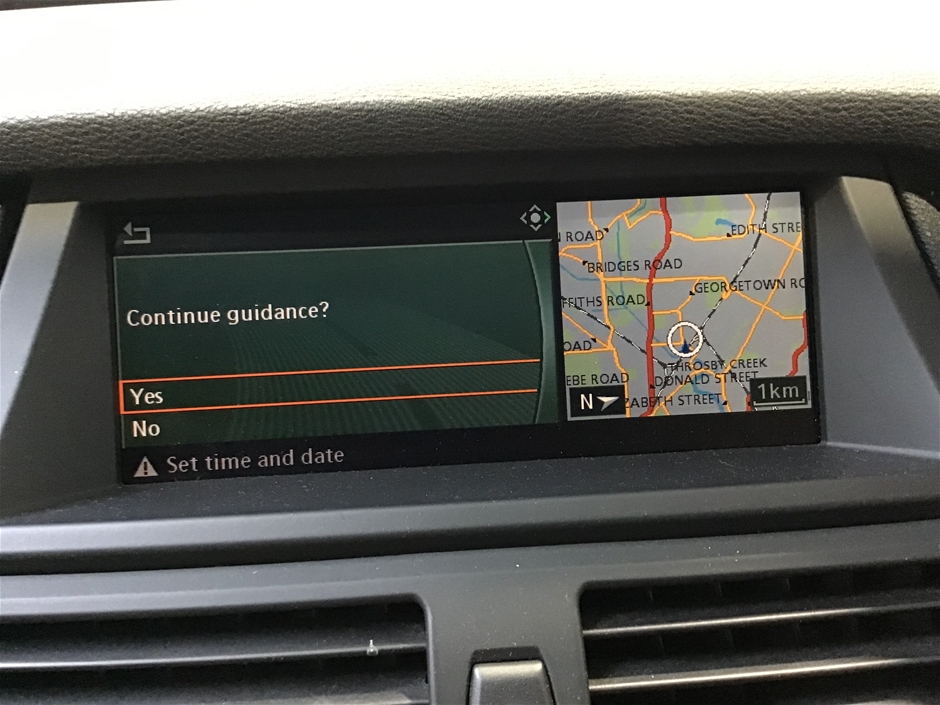 Continue guidance?
Yes
No
Set time and date
ROAD
EDITH STRE
BRIDGES ROAD
GEORGETOWN RO
FFITHS ROAD
OAD
THROSBY CREEK
EBE ROAD
DONALD STREET
ZABETH STREET
N
1km